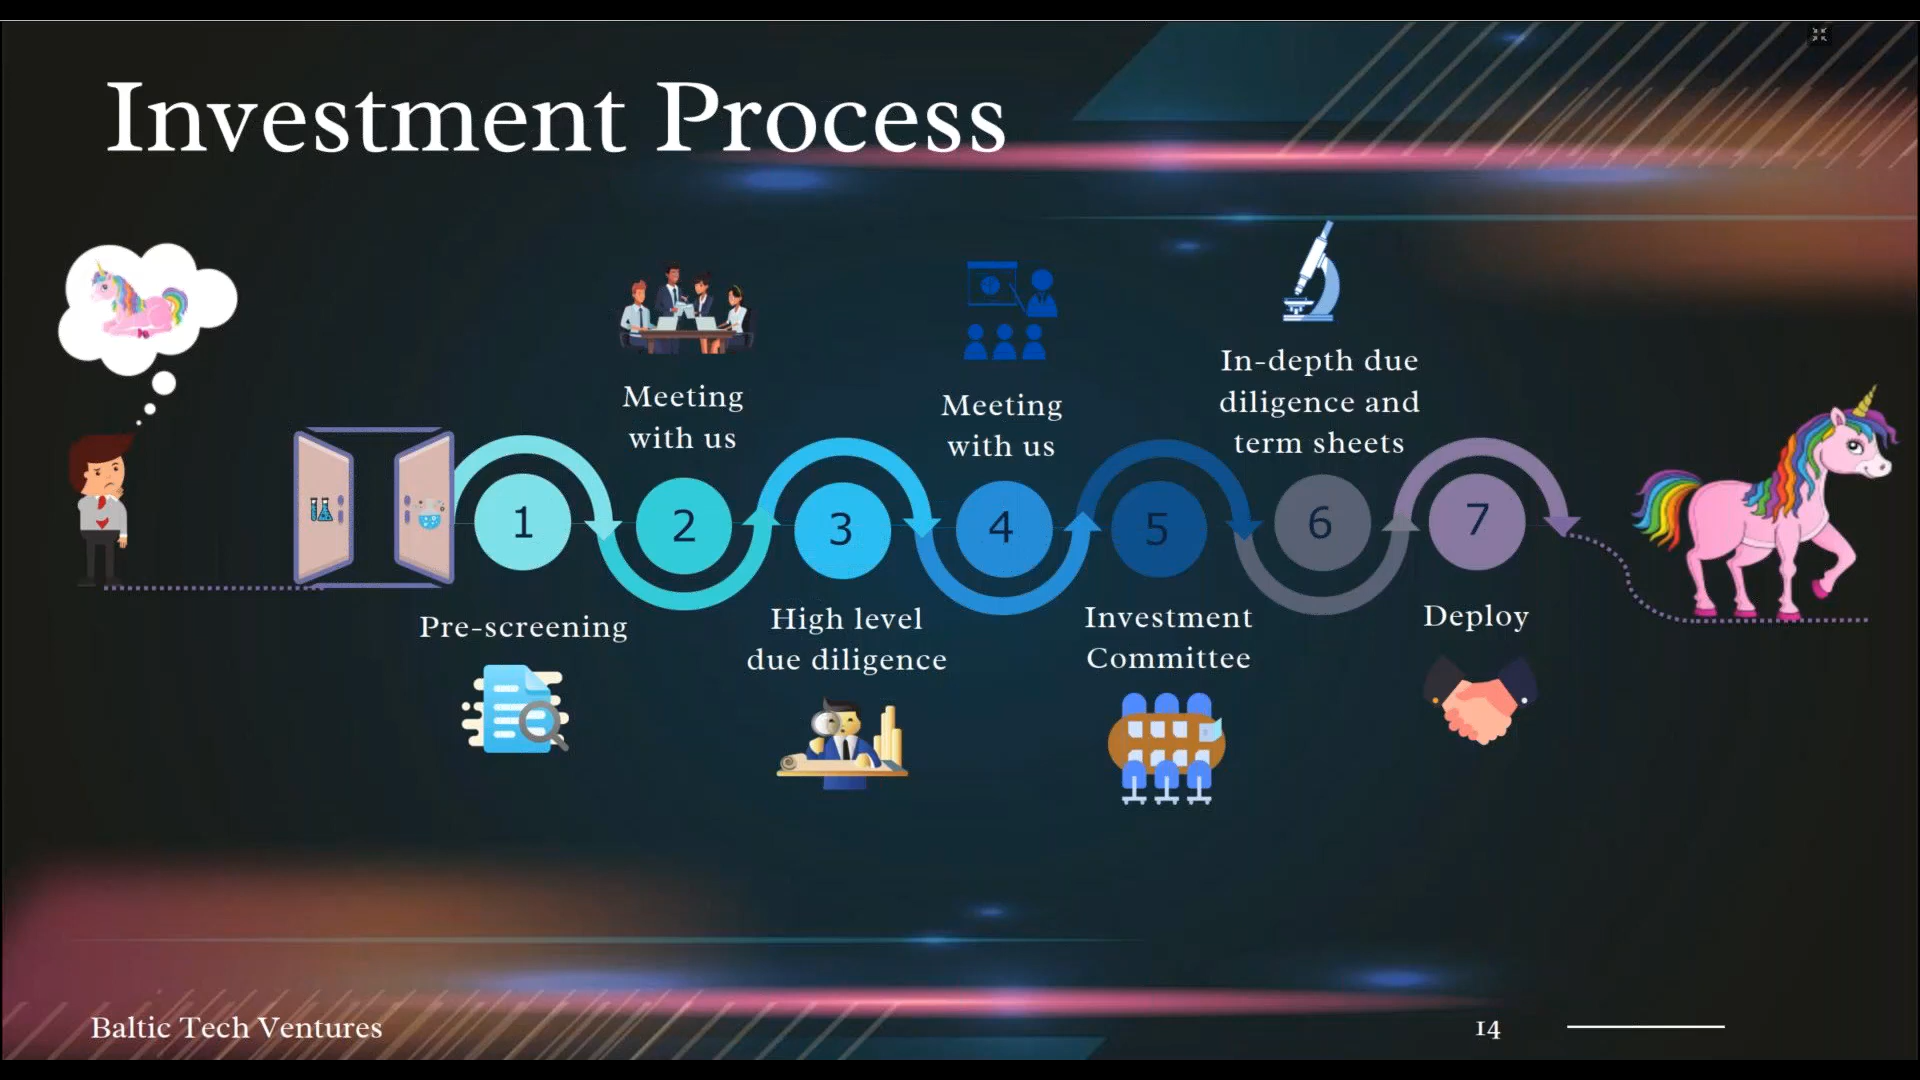 Investment Process
1
Pre-screening
2
Meeting
with us
3
High level
due diligence
4
Meeting
with us
5
Investment
Committee
6
In-depth due
diligence and
term sheets
7
Deploy
Baltic Tech Ventures
14